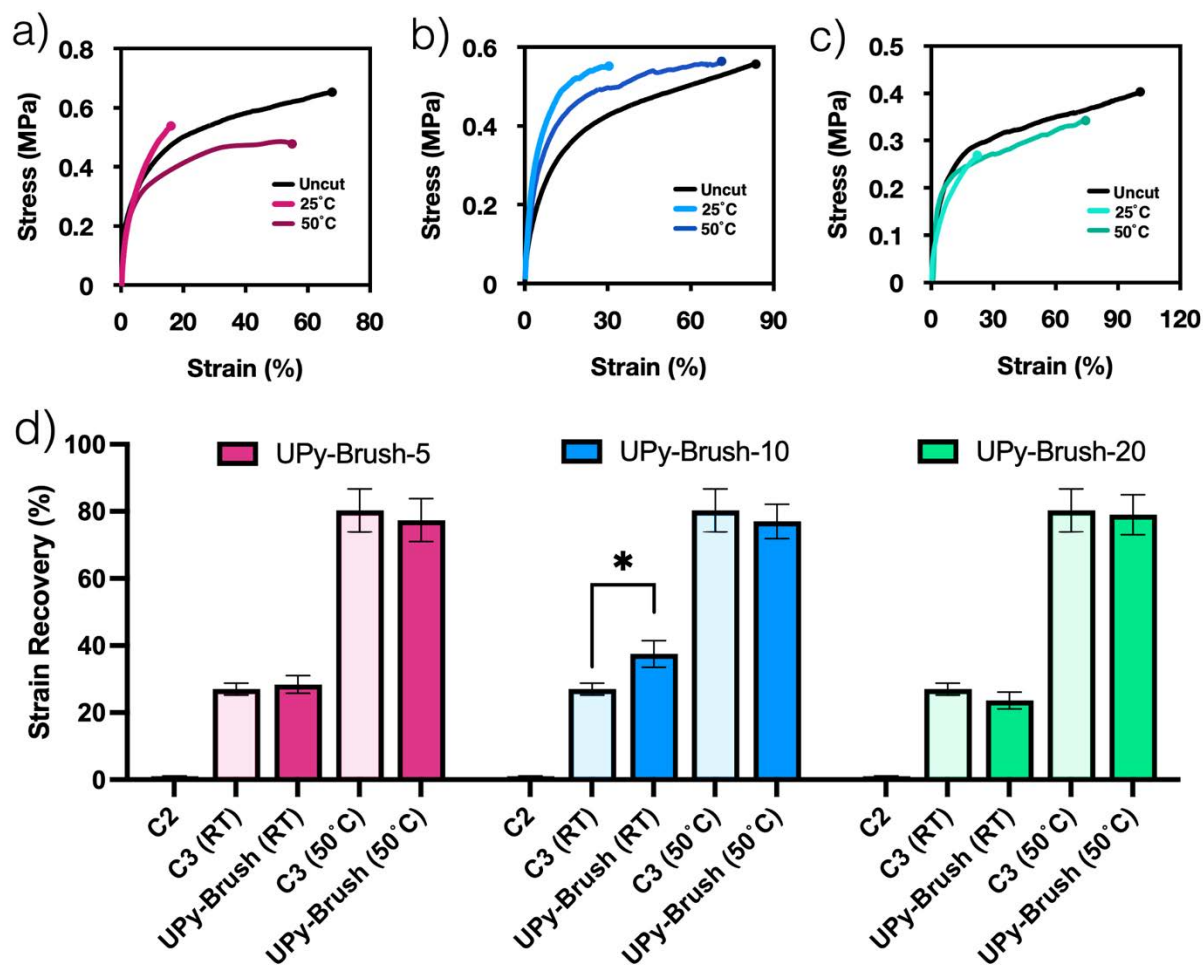 a)
0.8
0.6
0.4
0.2
0
Stress (MPa)
Uncut
25°C
50°C
0 20 40 60 80
Strain (%)
b)
0.6
0.4
0.2
0
Stress (MPa)
Uncut
25°C
50°C
0 30 60 90
Strain (%)
c)
0.5
0.4
0.3
0.2
0.1
0
Stress (MPa)
Uncut
25°C
50°C
0 30 60 90 120
Strain (%)
d)
100
80
60
40
20
0
Strain Recovery (%)
UPy-Brush-5
UPy-Brush-10
UPy-Brush-20
*
C2
C3 (RT)
UPy-Brush (RT)
C3 (50°C)
UPy-Brush (50°C)
C2
C3 (RT)
UPy-Brush (RT)
C3 (50°C)
UPy-Brush (50°C)
C2
C3 (RT)
UPy-Brush (RT)
C3 (50°C)
UPy-Brush (50°C)